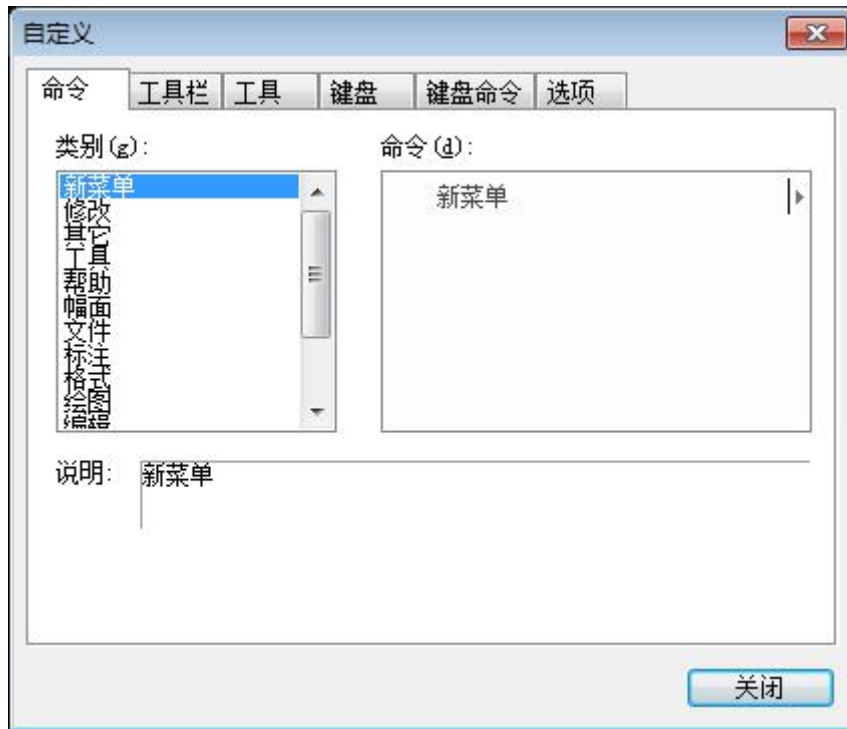 自定义
命令 工具栏 工具 键盘 键盘命令 选项
类别(g): 命令(d):
新菜单 新菜单
修改
其它
工具
帮助
幅面
文件
标注
格式
绘图
编辑
说明: 新菜单
关闭